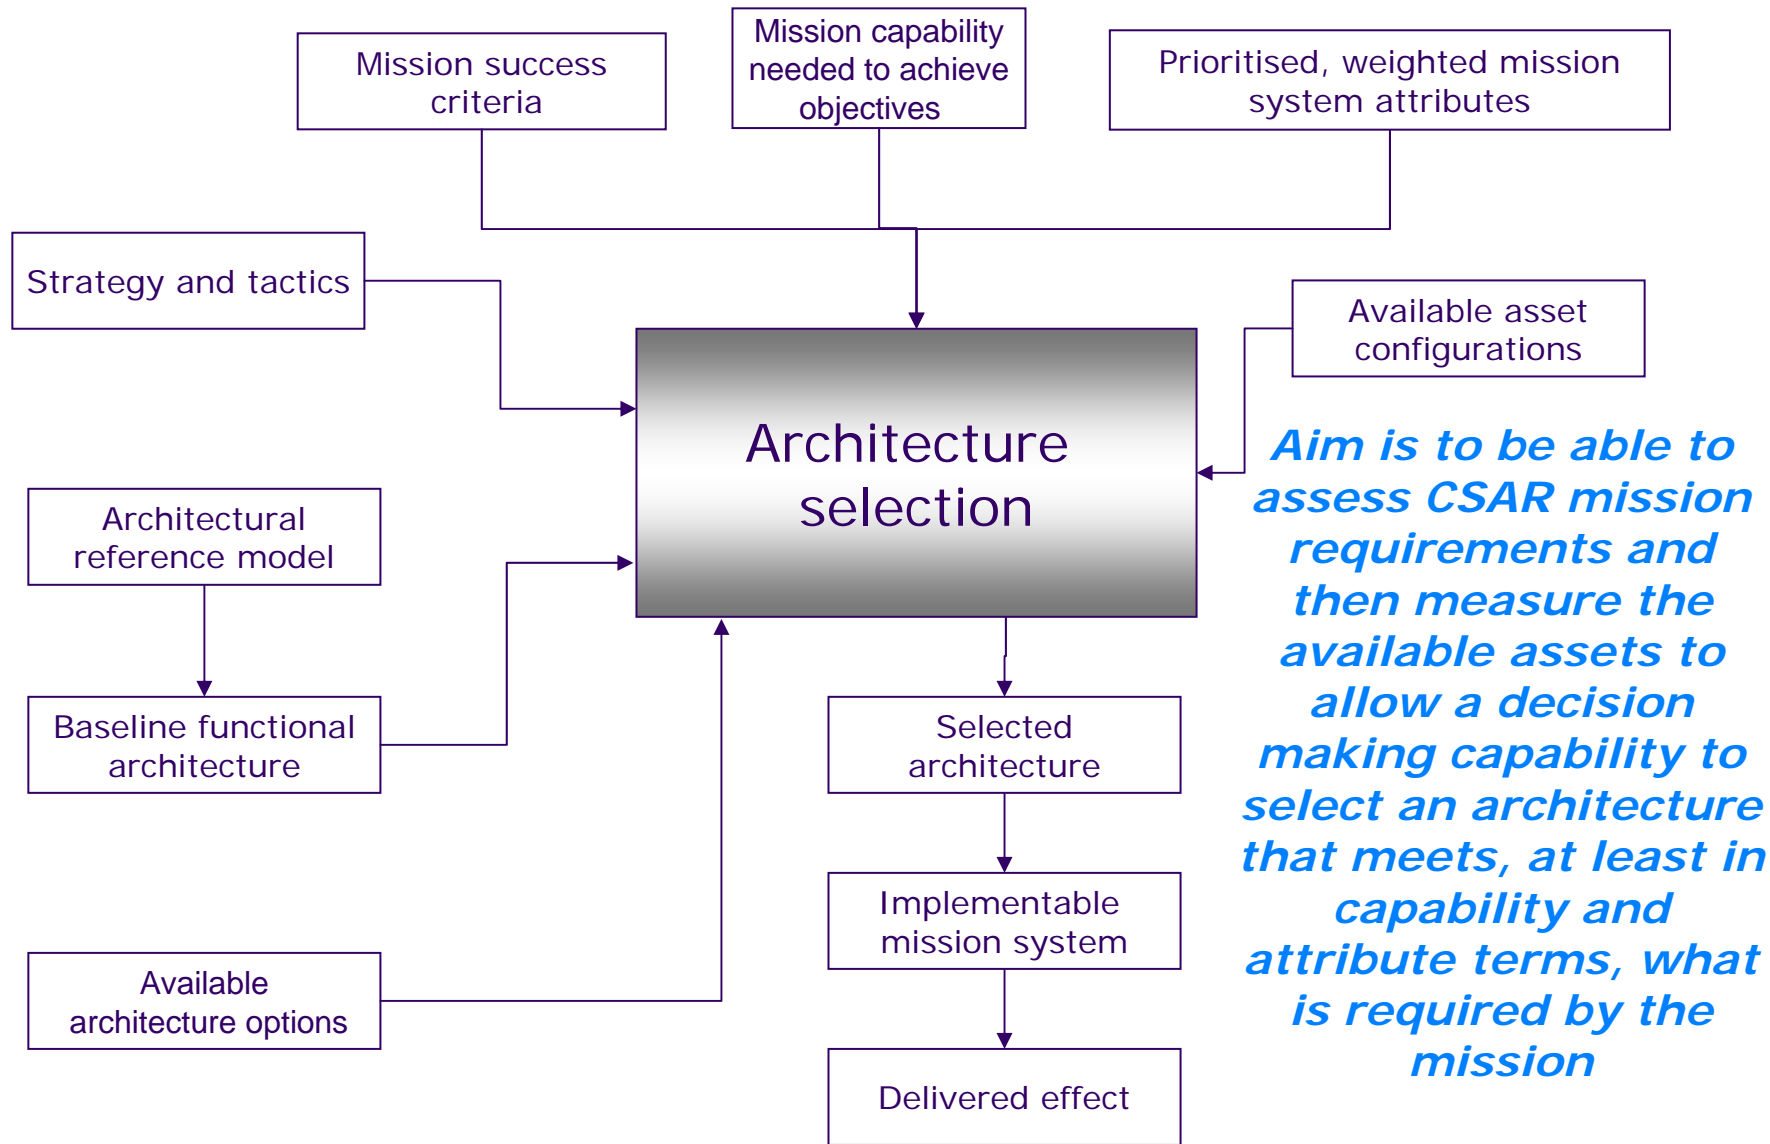 Mission success
criteria
Mission capability
needed to achieve
objectives
Prioritised, weighted mission
system attributes
Strategy and tactics
Available asset
configurations
Architecture
selection
Architectural
reference model
Baseline functional
architecture
Available
architecture options
Selected
architecture
Implementable
mission system
Delivered effect
Aim is to be able to
assess CSAR mission
requirements and
then measure the
available assets to
allow a decision
making capability to
select an architecture
that meets, at least in
capability and
attribute terms, what
is required by the
mission